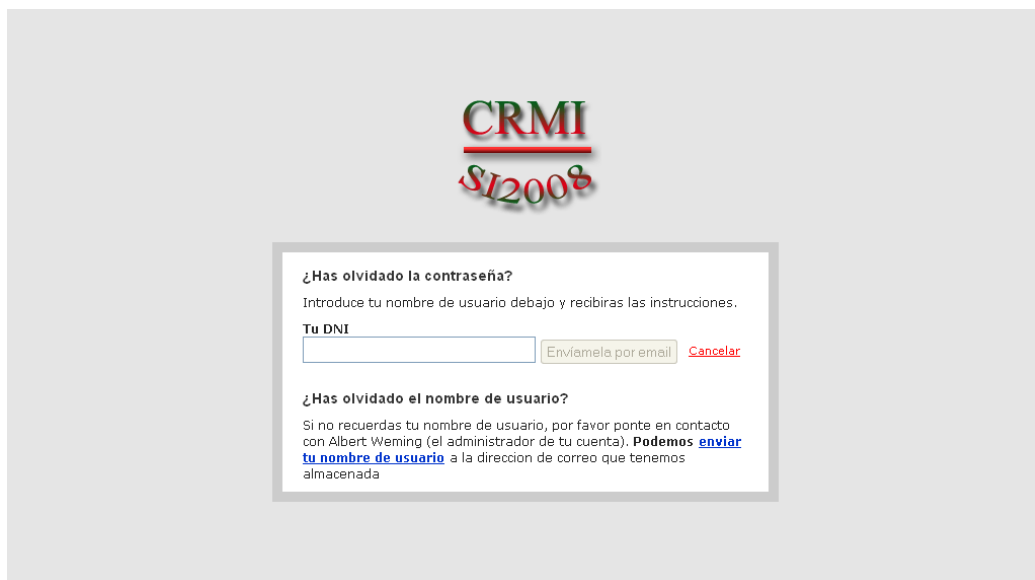 CRMI
SI2008
¿Has olvidado la contraseña?
Introduce tu nombre de usuario debajo y recibiras las instrucciones.
Tu DNI
Envíamela por email Cancelar
¿Has olvidado el nombre de usuario?
Si no recuerdas tu nombre de usuario, por favor ponte en contacto
con Albert Weming (el administrador de tu cuenta). Podemos enviar
tu nombre de usuario a la direccion de correo que tenemos
almacenada